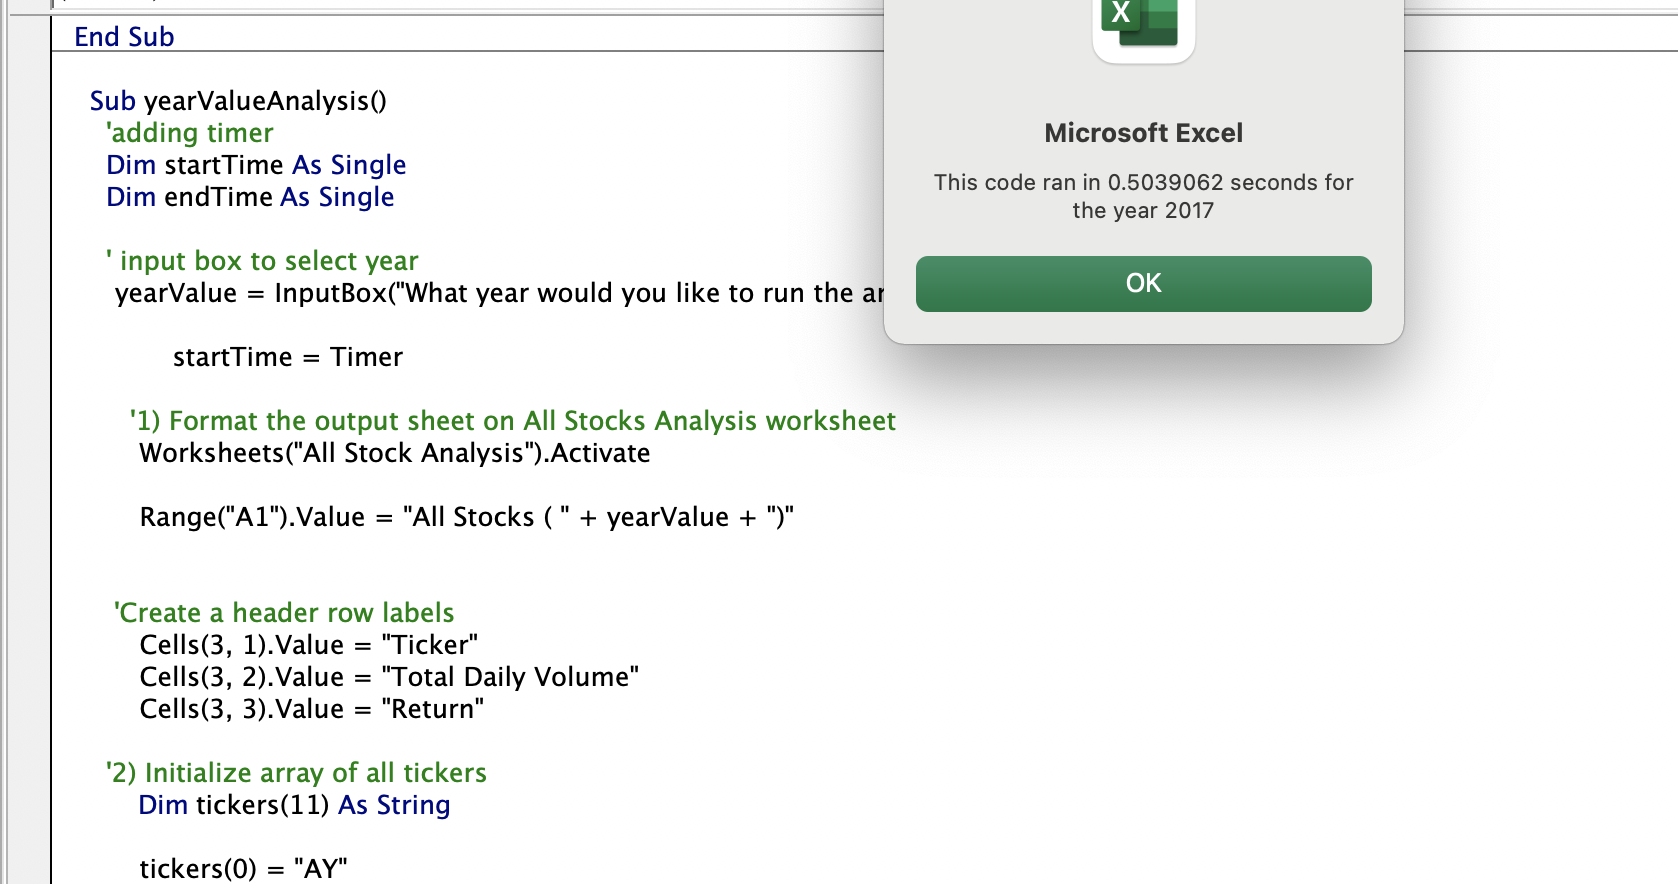 End Sub
Sub yearValueAnalysis()
'adding timer
Dim startTime As Single
Dim endTime As Single
' input box to select year
yearValue = InputBox("What year would you like to run the
startTime = Timer
'1) Format the output sheet on All Stocks Analysis worksheet
Worksheets("All Stock Analysis").Activate
Range("A1").Value = "All Stocks ( " + yearValue + ")"
'Create a header row labels
Cells(3, 1).Value = "Ticker"
Cells(3, 2).Value = "Total Daily Volume"
Cells(3, 3).Value = "Return"
'2) Initialize array of all tickers
Dim tickers(11) As String
tickers(0) = "AY"
X
Microsoft Excel
This code ran in 0.5039062 seconds for
the year 2017
OK